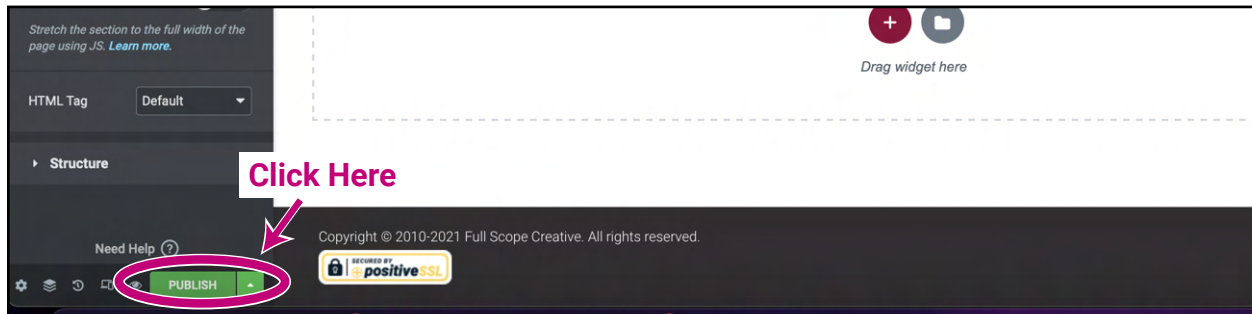 Stretch the section to the full width of the
page using JS. Learn more.
HTML Tag
Default
Structure
Click Here
Need Help ?
PUBLISH
Drag widget here
Copyright © 2010-2021 Full Scope Creative. All rights reserved.
SECURED BY
positiveSSL